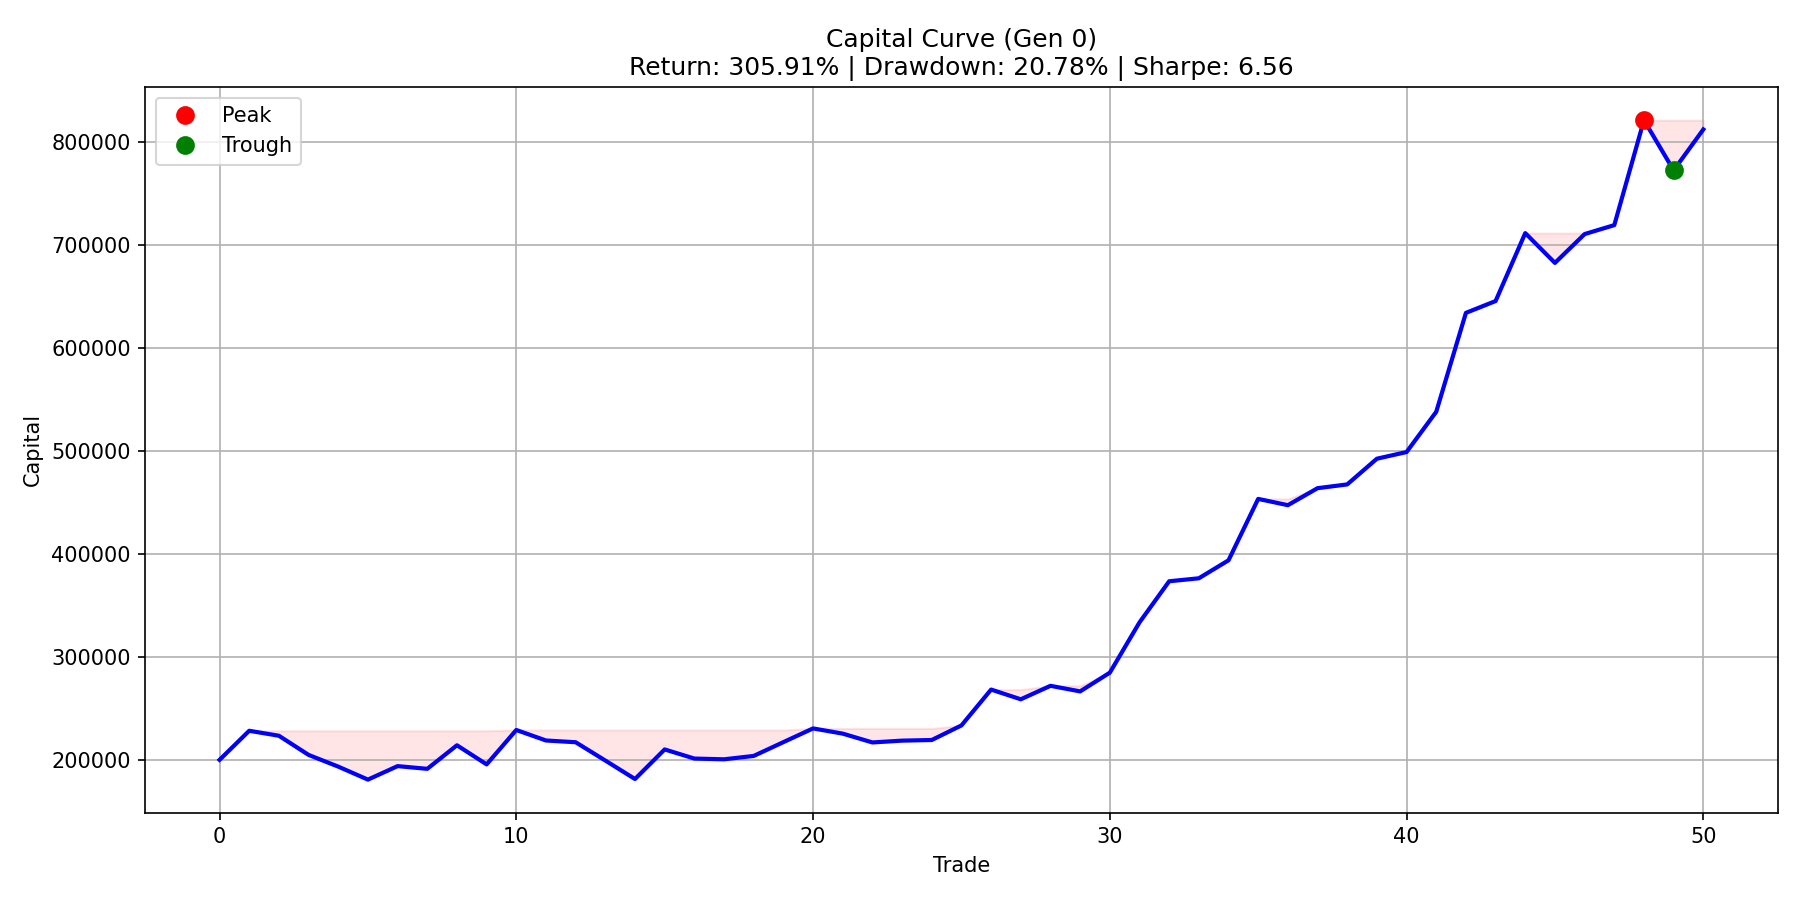 Capital Curve (Gen 0)
Return: 305.91% | Drawdown: 20.78% | Sharpe: 6.56
Peak
Trough
800000
700000
600000
500000
400000
300000
200000
Capital
0
10
20
30
40
50
Trade